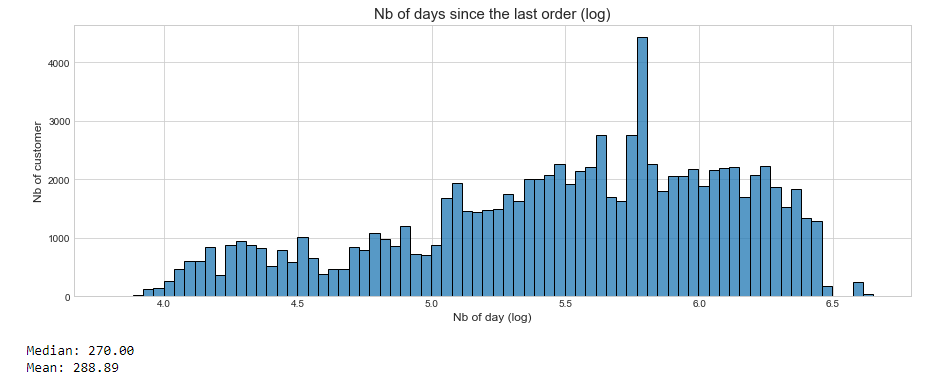 Nb of days since the last order (log)
Nb of customer
4000
3000
2000
1000
0
4.0 4.5 5.0 5.5 6.0 6.5
Nb of day (log)
Median: 270.00
Mean: 288.89